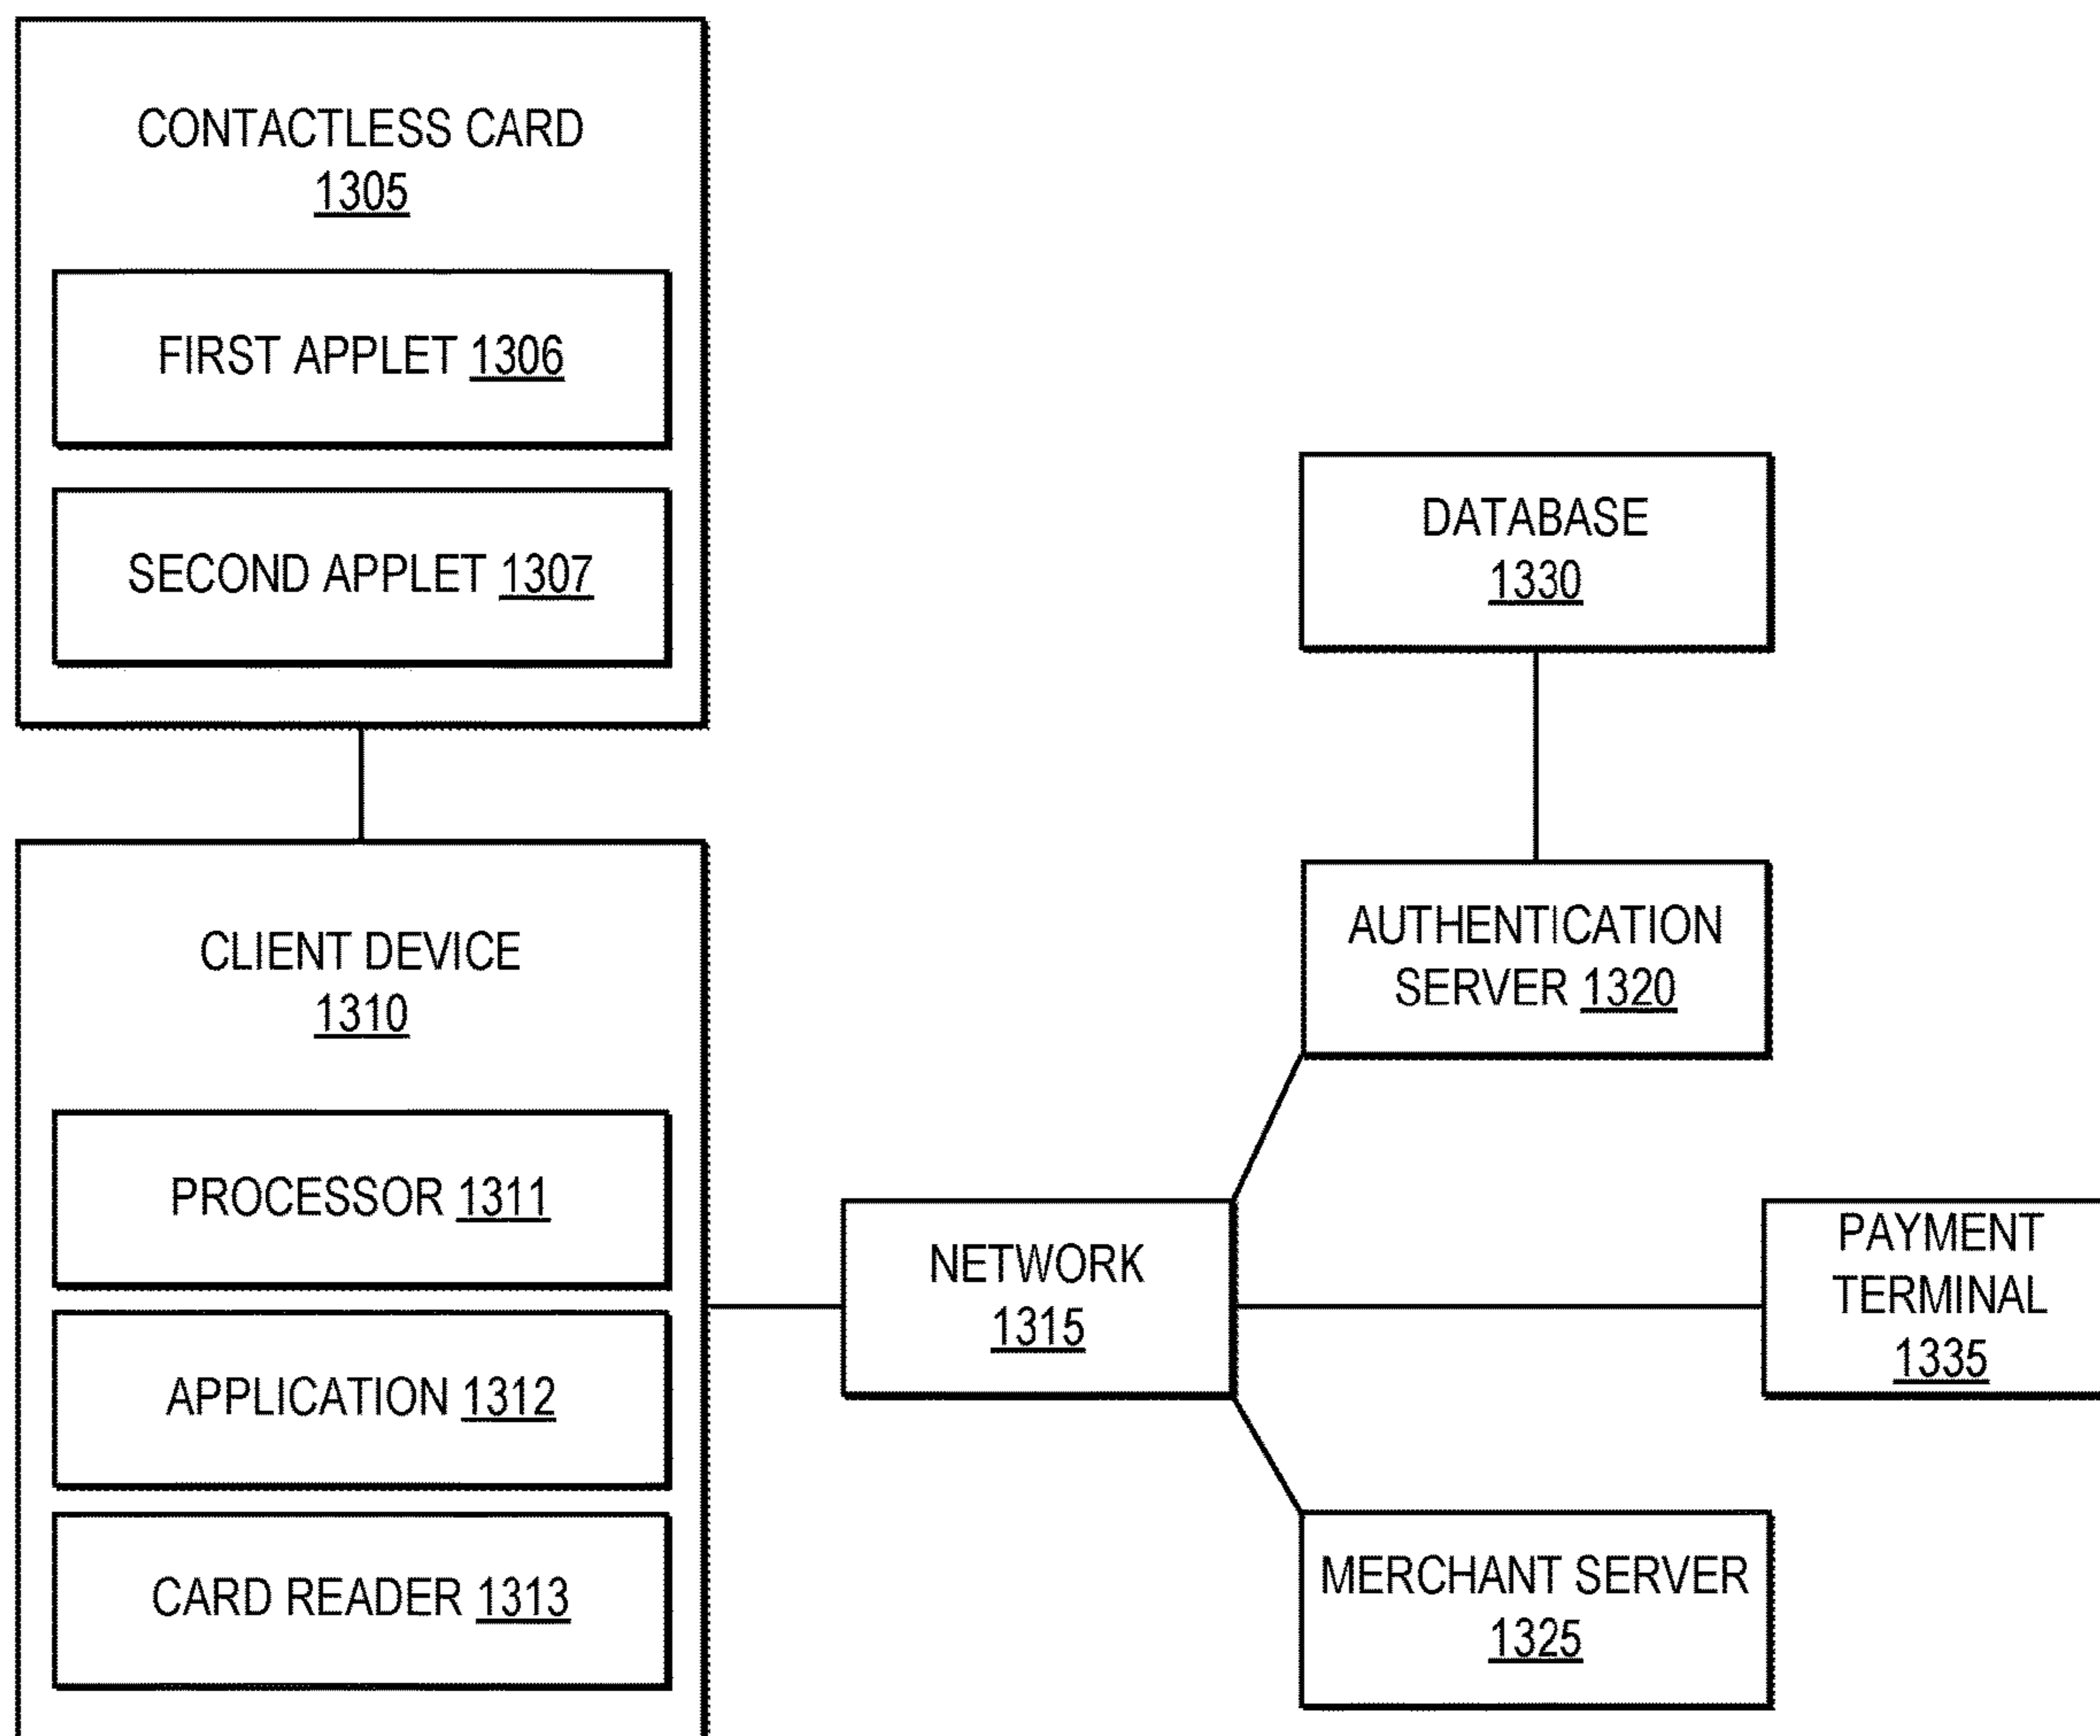 CONTACTLESS CARD
1305
FIRST APPLET 1306
SECOND APPLET 1307
CLIENT DEVICE
1310
PROCESSOR 1311
APPLICATION 1312
CARD READER 1313
NETWORK
1315
DATABASE
1330
AUTHENTICATION
SERVER 1320
PAYMENT
TERMINAL
1335
MERCHANT SERVER
1325